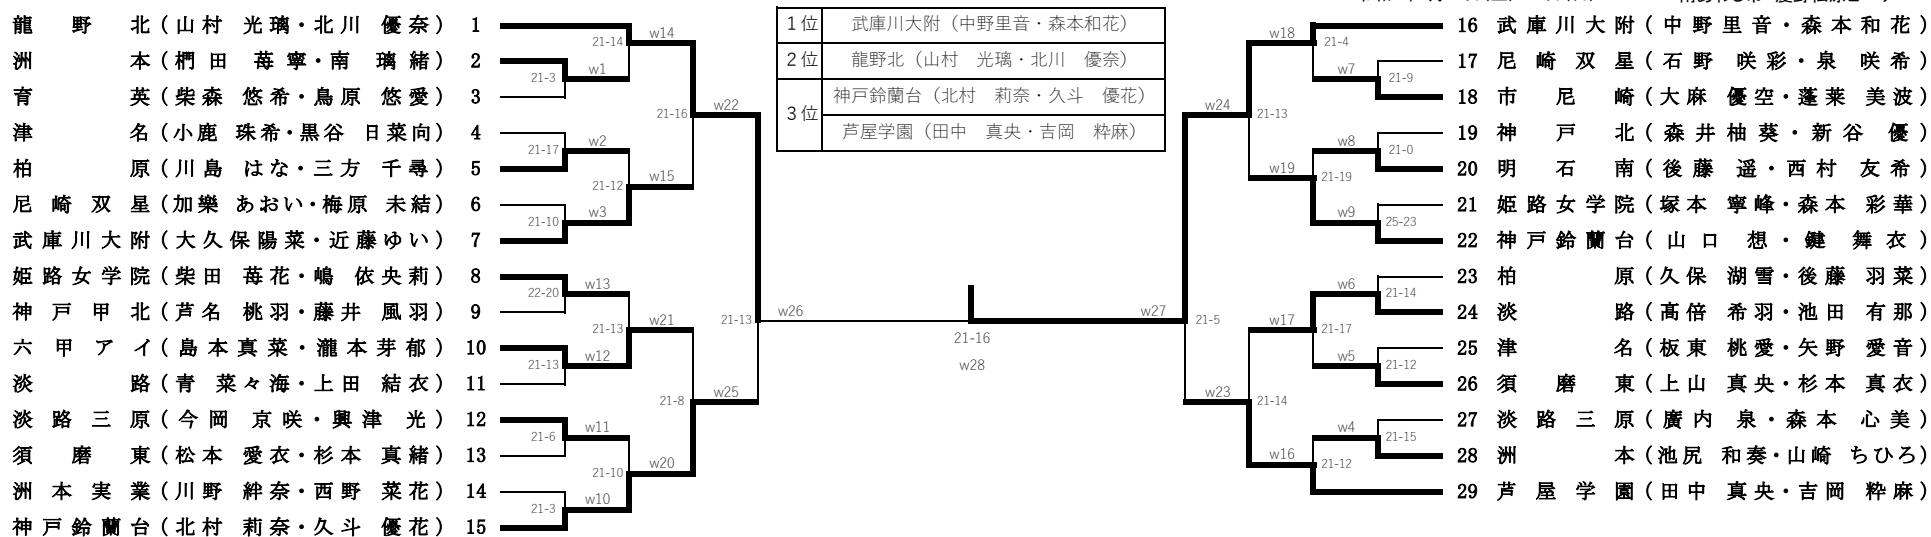 龍野北(山村 光璃・北川 優奈) 1
洲本(椚田 苺寧・南 璃緒) 2
育英(柴森 悠希・鳥原 悠愛) 3
津名(小鹿 珠希・黒谷 日菜向) 4
柏原(川島 はな・三方 千尋) 5
尼崎双星(加樂 あおい・梅原 未結) 6
武庫川大附(大久保陽菜・近藤ゆい) 7
姫路女学院(柴田 苺花・嶋 依央莉) 8
神戸甲北(芦名 桃羽・藤井 風羽) 9
六甲アイ(島本真菜・瀧本芽郁) 10
淡路(青 菜々海・上田 結衣) 11
淡路三原(今岡 京咲・興津 光) 12
須磨東(松本 愛衣・杉本 真緒) 13
洲本実業(川野 絆奈・西野 菜花) 14
神戸鈴蘭台(北村 莉奈・久斗 優花) 15
21-14
w14
21-3
w1
21-16
w22
21-17
w2
21-12
w15
21-10
w3
22-20
w13
21-13
w21
21-13
w12
21-13
w26
21-8
w25
21-6
w11
21-10
w20
21-3
w10
1位 武庫川大附(中野里音・森本和花)
2位 龍野北(山村 光璃・北川 優奈)
3位 神戸鈴蘭台(北村 莉奈・久斗 優花)
芦屋学園(田中 真央・吉岡 粋麻)
21-16
w28
w27
21-5
w24
21-13
w18
21-4
w7
21-9
w8
21-0
w19
21-19
w9
25-23
w6
21-14
w17
21-17
w5
21-12
w23
21-14
w4
21-15
w16
21-12
16 武庫川大附(中野里音・森本和花)
17 尼崎双星(石野 咲彩・泉 咲希)
18 市尼崎(大麻 優空・蓬莱 美波)
19 神戸北(森井柚葵・新谷 優)
20 明石南(後藤 遥・西村 友希)
21 姫路女学院(塚本 寧峰・森本 彩華)
22 神戸鈴蘭台(山口 想・鍵 舞衣)
23 柏原(久保 湖雪・後藤 羽菜)
24 淡路(高倍 希羽・池田 有那)
25 津名(板東 桃愛・矢野 愛音)
26 須磨東(上山 真央・杉本 真衣)
27 淡路三原(廣内 泉・森本 心美)
28 洲本(池尻 和奏・山崎 ちひろ)
29 芦屋学園(田中 真央・吉岡 粋麻)